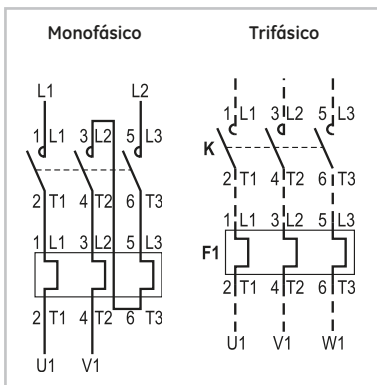 Monofásico
Trifásico
L1 L2
1 L1 3 L2 5 L3
2 T1 4 T2 6 T3
1 L1 3 L2 5 L3
2 T1 4 T2 6 T3
U1 V1
1 L1 3 L2 5 L3
K
2 T1 4 T2 6 T3
1 L1 3 L2 5 L3
F1
2 T1 4 T2 6 T3
U1 V1 W1